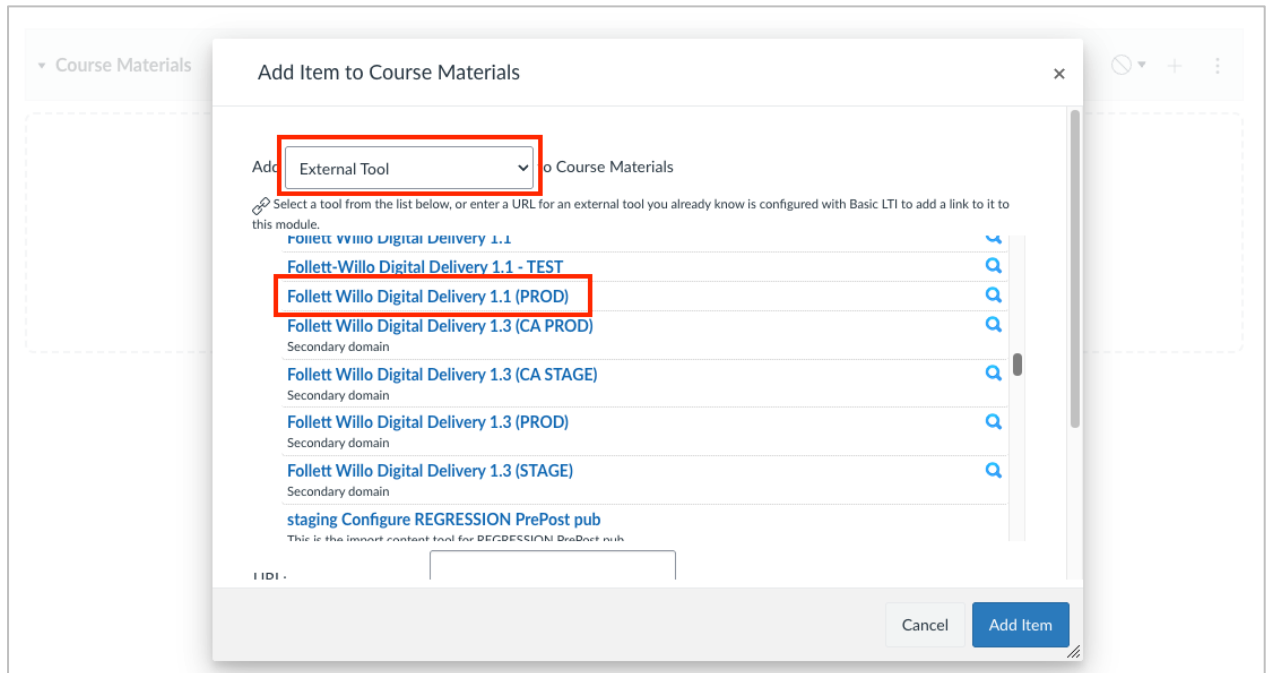 Course Materials
Add Item to Course Materials
Add External Tool to Course Materials
Select a tool from the list below, or enter a URL for an external tool you already know is configured with Basic LTI to add a link to it to
this module.
Follett Willo Digital Delivery 1.1
Follett-Willo Digital Delivery 1.1 - TEST
Follett Willo Digital Delivery 1.1 (PROD)
Follett Willo Digital Delivery 1.3 (CA PROD)
Secondary domain
Follett Willo Digital Delivery 1.3 (CA STAGE)
Secondary domain
Follett Willo Digital Delivery 1.3 (PROD)
Secondary domain
Follett Willo Digital Delivery 1.3 (STAGE)
Secondary domain
staging Configure REGRESSION PrePost pub
This is the import content tool for REGRESSION PrePost pub
URL:
Cancel
Add Item